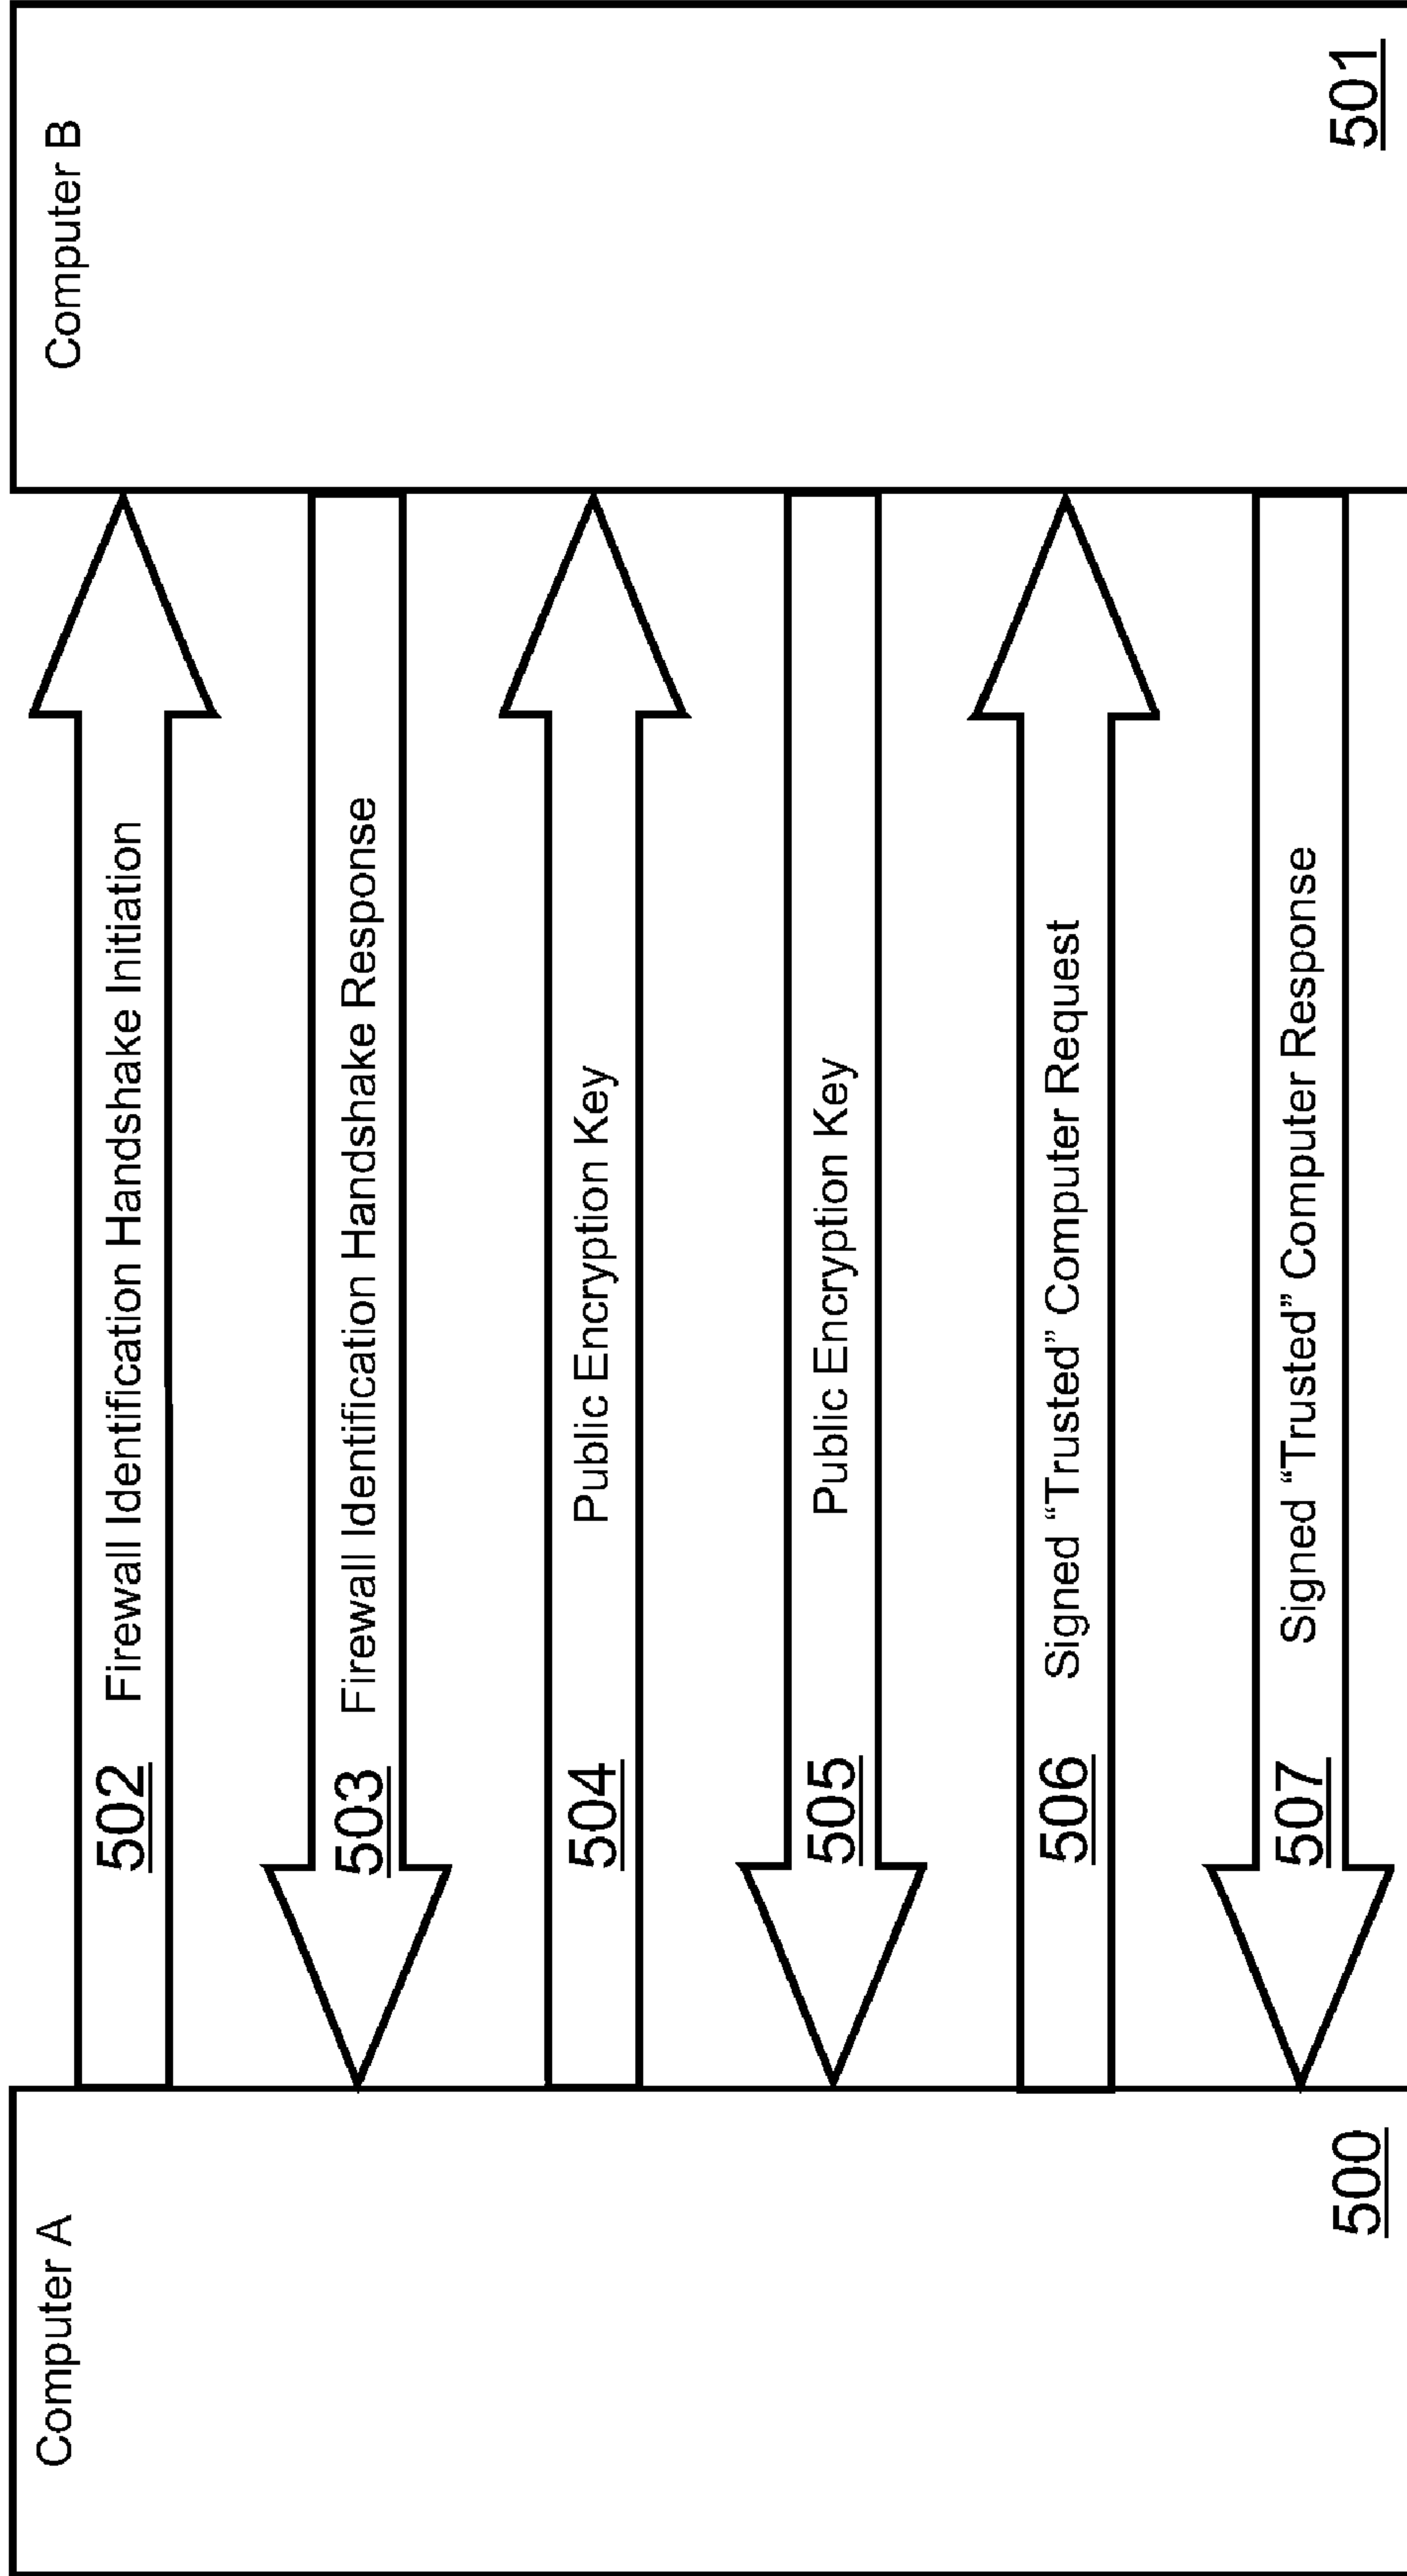 Computer A
500
502 Firewall Identification Handshake Initiation
503 Firewall Identification Handshake Response
504 Public Encryption Key
505 Public Encryption Key
506 Signed “Trusted” Computer Request
507 Signed “Trusted” Computer Response
Computer B
501